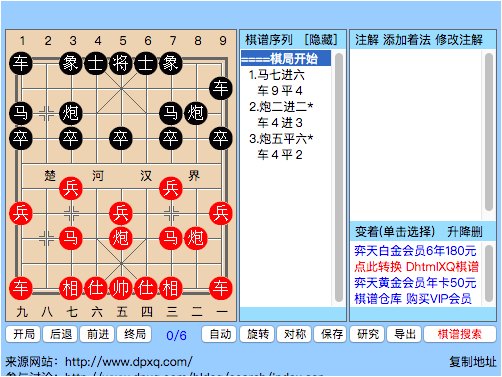 1 2 3 4 5 6 7 8 9
车 象 士 将 士 象
车
马 炮 马 炮
卒 卒 卒 卒 卒
楚 河 汉 界
兵 兵
兵 兵 兵
马 炮 马 炮
车 相 仕 帅 仕 相 车
九 八 七 六 五 四 三 二 一
棋谱序列 [隐藏]
====棋局开始
1.马七进六
车９平４
2.炮二进二*
车４进３
3.炮五平六*
车４平２
注解 添加着法 修改注解
变着(单击选择) 升降删
弈天白金会员6年180元
点此转换 DhtmlXQ棋谱
弈天黄金会员年卡50元
棋谱仓库 购买VIP会员
开局 后退 前进 终局 0/6 自动 旋转 对称 保存 研究 导出 棋谱搜索
来源网站：http://www.dpxq.com/ 复制地址